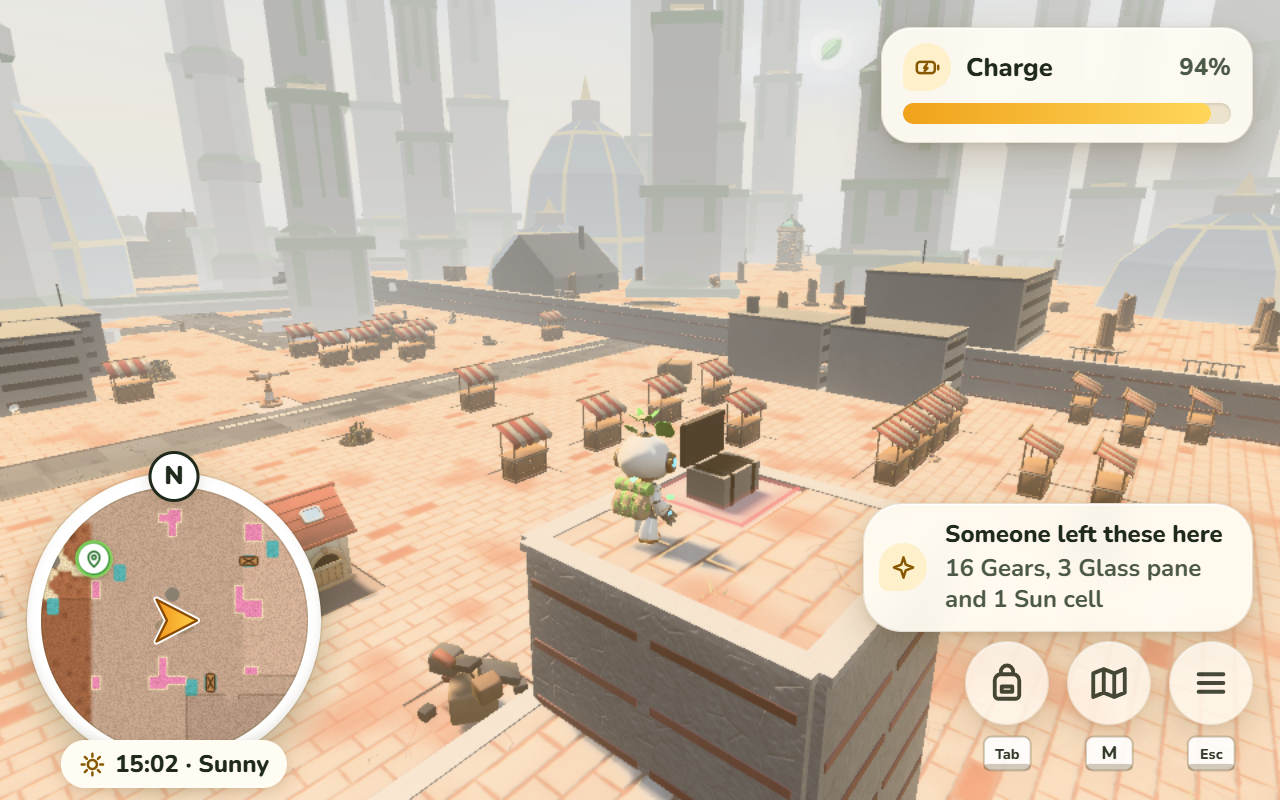 Charge 94%
N
Someone left these here
16 Gears, 3 Glass pane
and 1 Sun cell
15:02 · Sunny
Tab M Esc